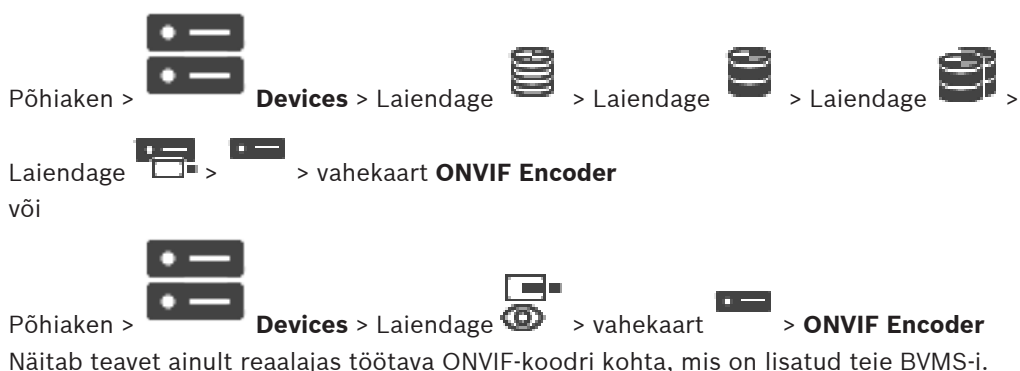 Põhiaken > Devices > Laiendage > Laiendage > Laiendage >
Laiendage > > vahekaart ONVIF Encoder
või
Põhiaken > Devices > Laiendage > vahekaart > ONVIF Encoder
Näitab teavet ainult reaalajas töötava ONVIF-koodri kohta, mis on lisatud teie BVMS-i.